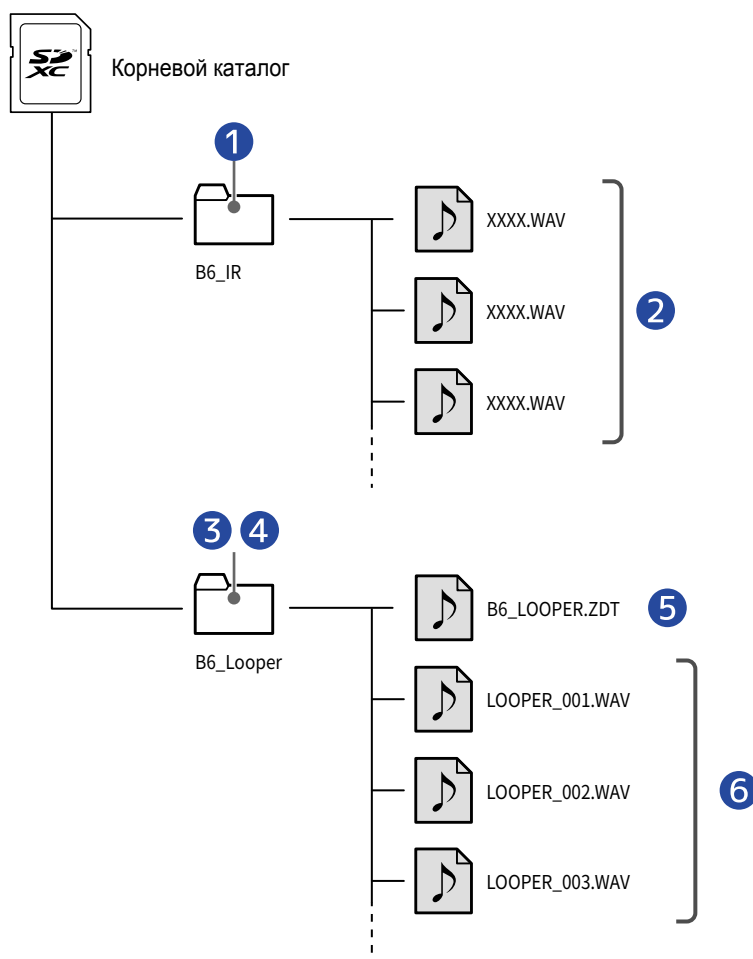 SD XC
™
Корневой каталог
1
B6_IR
XXXX.WAV
XXXX.WAV
2
XXXX.WAV
3 4
B6_Looper
B6_LOOPER.ZDT
5
LOOPER_001.WAV
LOOPER_002.WAV
6
LOOPER_003.WAV